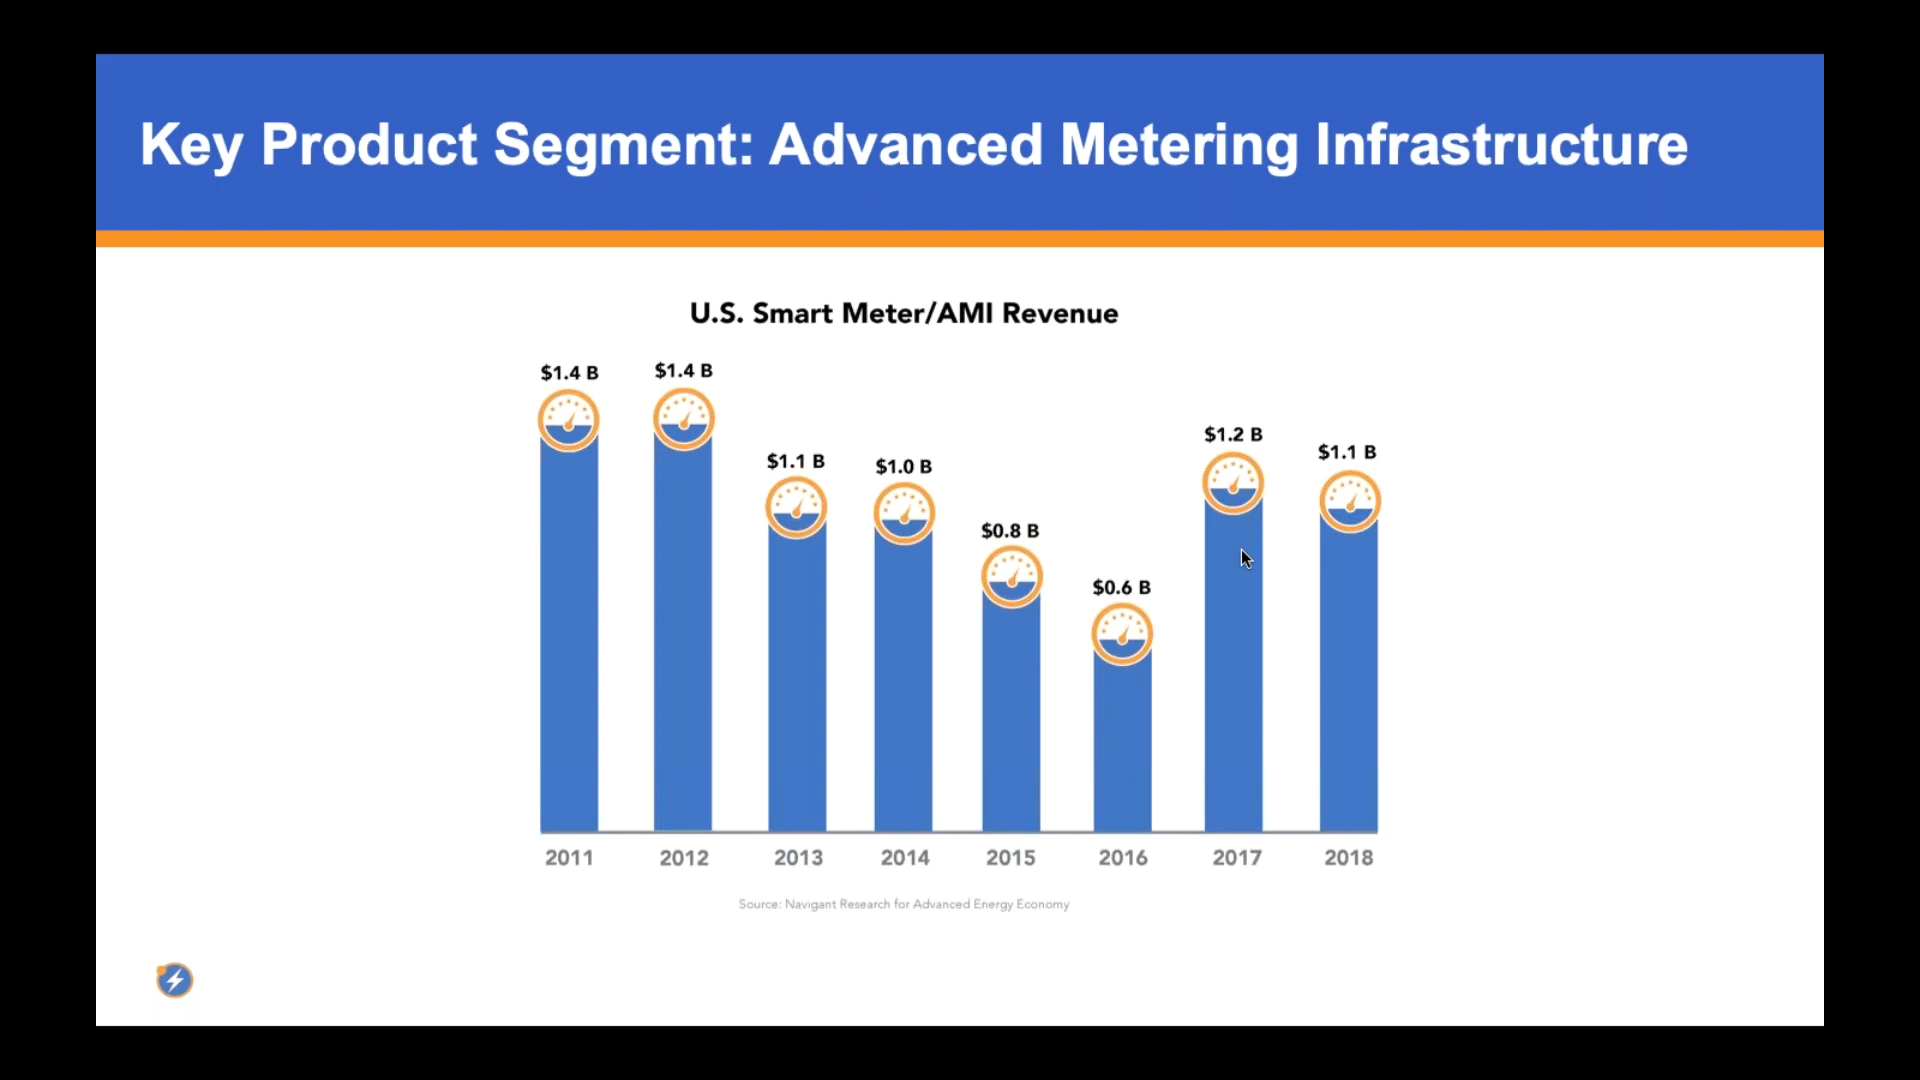 Key Product Segment: Advanced Metering Infrastructure
U.S. Smart Meter/AMI Revenue
$1.4 B
$1.4 B
$1.1 B
$1.0 B
$0.8 B
$0.6 B
$1.2 B
$1.1 B
2011 2012 2013 2014 2015 2016 2017 2018
Source: Navigant Research for Advanced Energy Economy